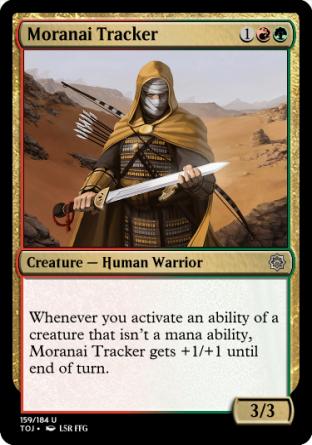 Moranai Tracker 1
Creature — Human Warrior
Whenever you activate an ability of a
creature that isn't a mana ability,
Moranai Tracker gets +1/+1 until
end of turn.
3/3
159/184 U
TOJ • LSR FFG